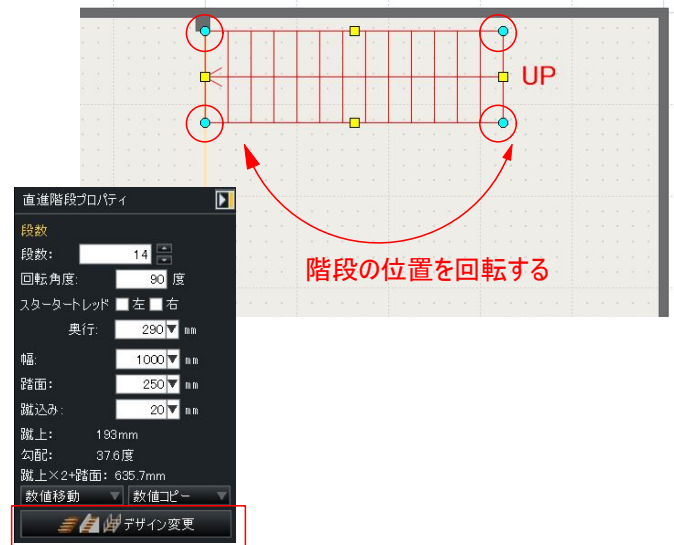 UP
階段の位置を回転する
直進階段プロパティ
段数
段数: 14
回転角度: 90 度
スタータートレッド 左 右
奥行: 290 mm
幅: 1000 mm
踏面: 250 mm
蹴込み: 20 mm
蹴上: 193mm
勾配: 37.6度
蹴上×2+踏面: 635.7mm
数値移動 数値コピー
デザイン変更